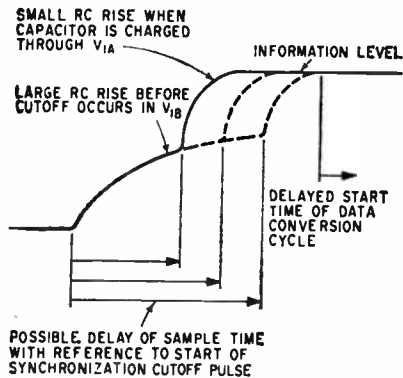 SMALL RC RISE WHEN
CAPACITOR IS CHARGED
THROUGH V1A
INFORMATION LEVEL
LARGE RC RISE BEFORE
CUTOFF OCCURS IN V1B
DELAYED START
TIME OF DATA
CONVERSION
CYCLE
POSSIBLE DELAY OF SAMPLE TIME
WITH REFERENCE TO START OF
SYNCHRONIZATION CUTOFF PULSE